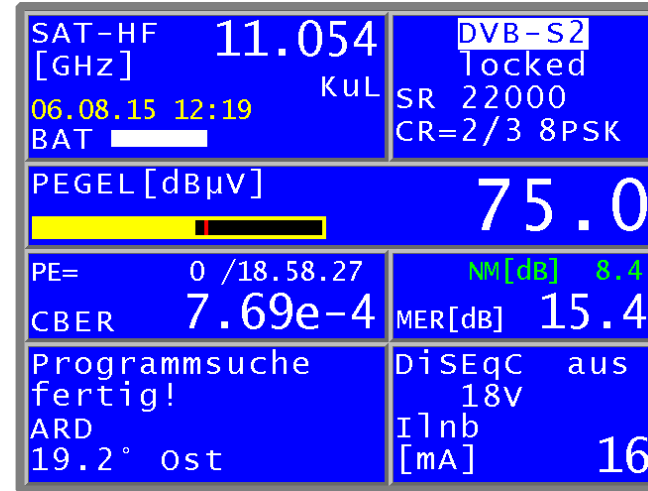 SAT-HF 11.054
[GHz]
KuL
06.08.15 12:19
BAT
DVB-S2
locked
SR 22000
CR=2/3 8PSK
PEGEL[dBµV] 75.0
PE= 0 /18.58.27
CBER 7.69e-4
NM[dB] 8.4
MER[dB] 15.4
Programmsuche
fertig!
ARD
19.2° Ost
DiSEqC aus
18V
Ilnb
[mA] 16